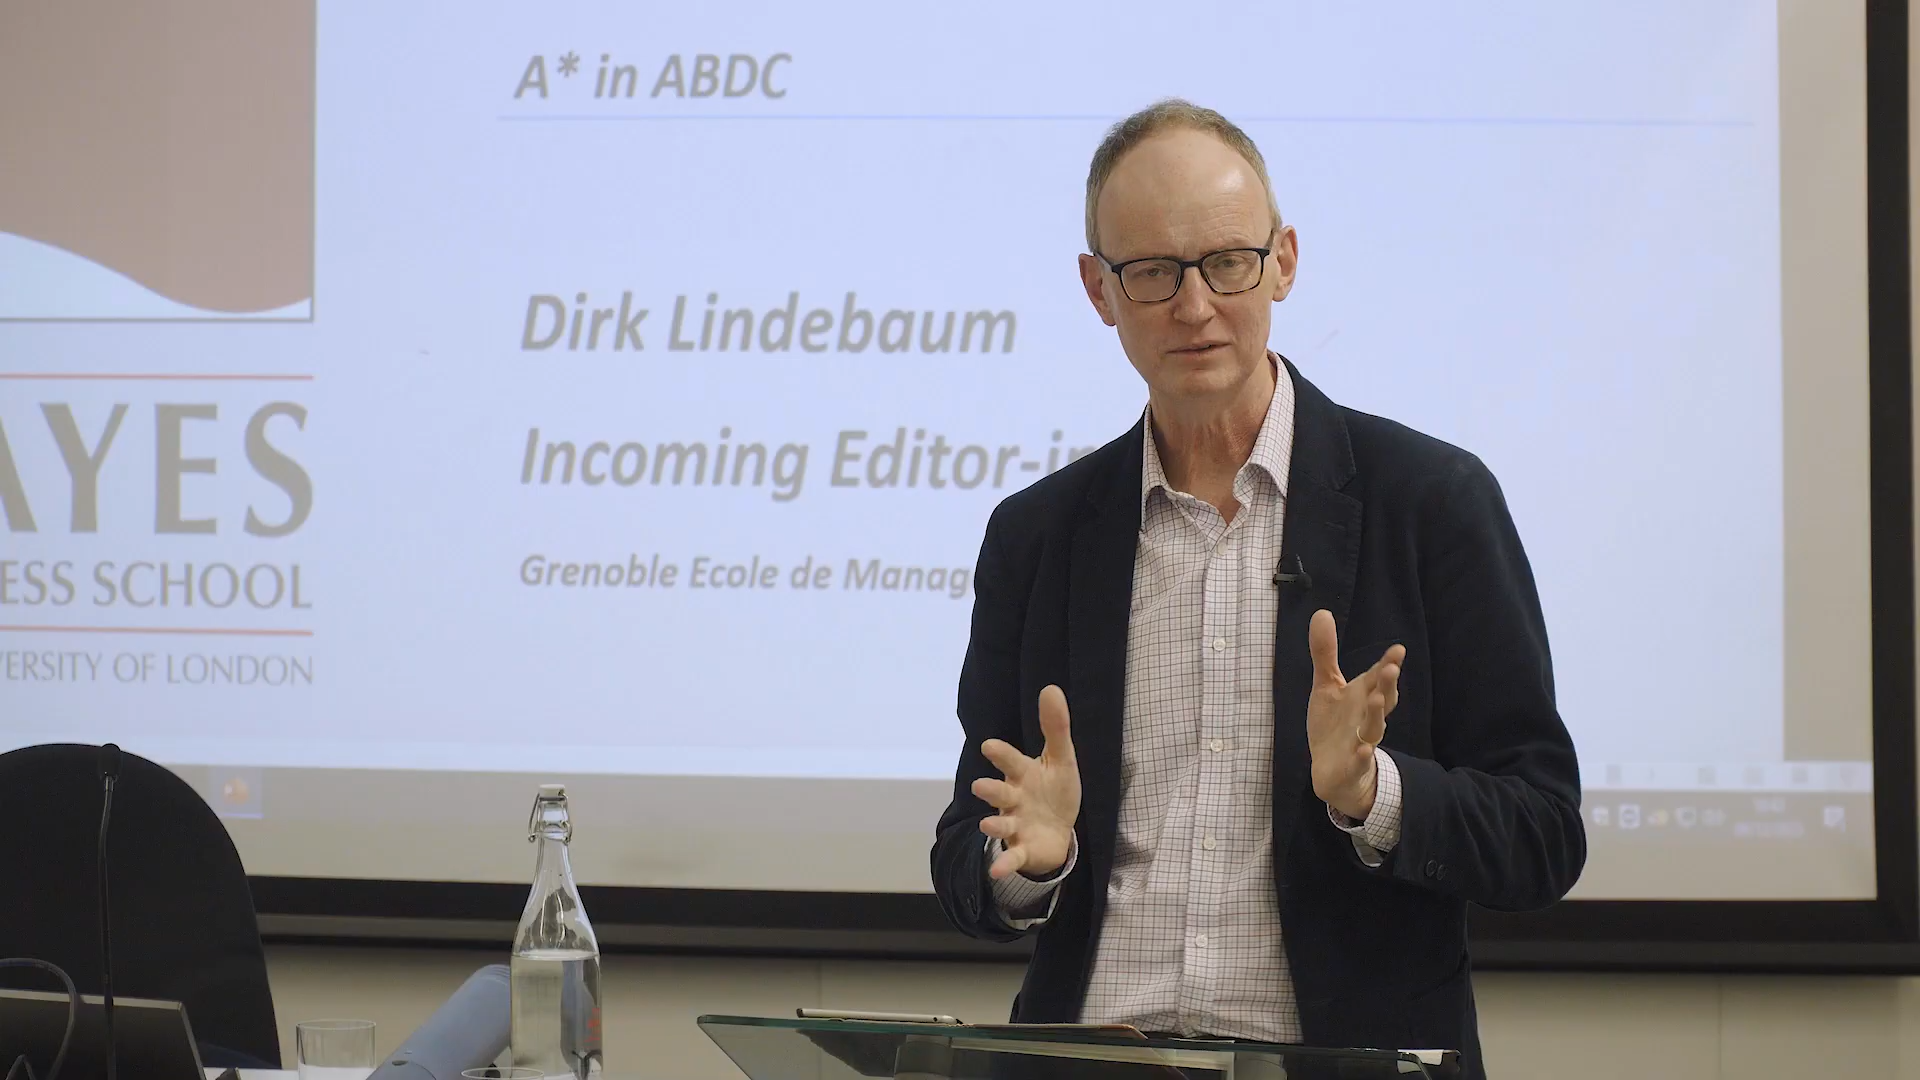 A* in ABDC
Dirk Lindebaum
Incoming Editor-in
Grenoble Ecole de Manag
AYES
ESS SCHOOL
VERSITY OF LONDON